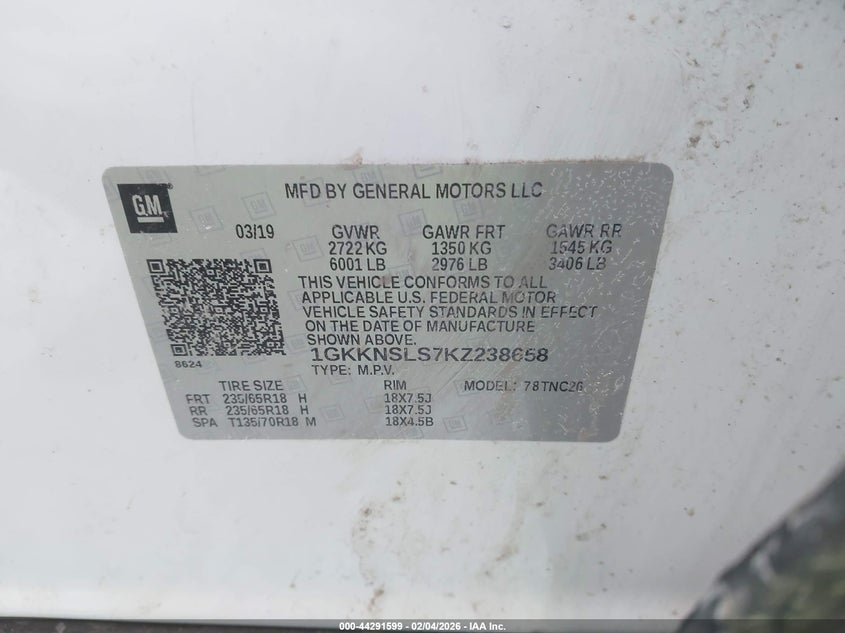 GM
MFD BY GENERAL MOTORS LLC
03/19 GVWR GAWR FRT GAWR RR
2722 KG 1350 KG 1545 KG
6001 LB 2976 LB 3406 LB
THIS VEHICLE CONFORMS TO ALL
APPLICABLE U.S. FEDERAL MOTOR
VEHICLE SAFETY STANDARDS IN EFFECT
ON THE DATE OF MANUFACTURE
SHOWN ABOVE.
8624
1GKKNSLS7KZ238658
TYPE: M.P.V.
TIRE SIZE RIM MODEL: 78TNC26
FRT 235/65R18 H 18X7.5J
RR 235/65R18 H 18X7.5J
SPA T135/70R18 M 18X4.5B
000-44291599 - 02/04/2026 - IAA Inc.